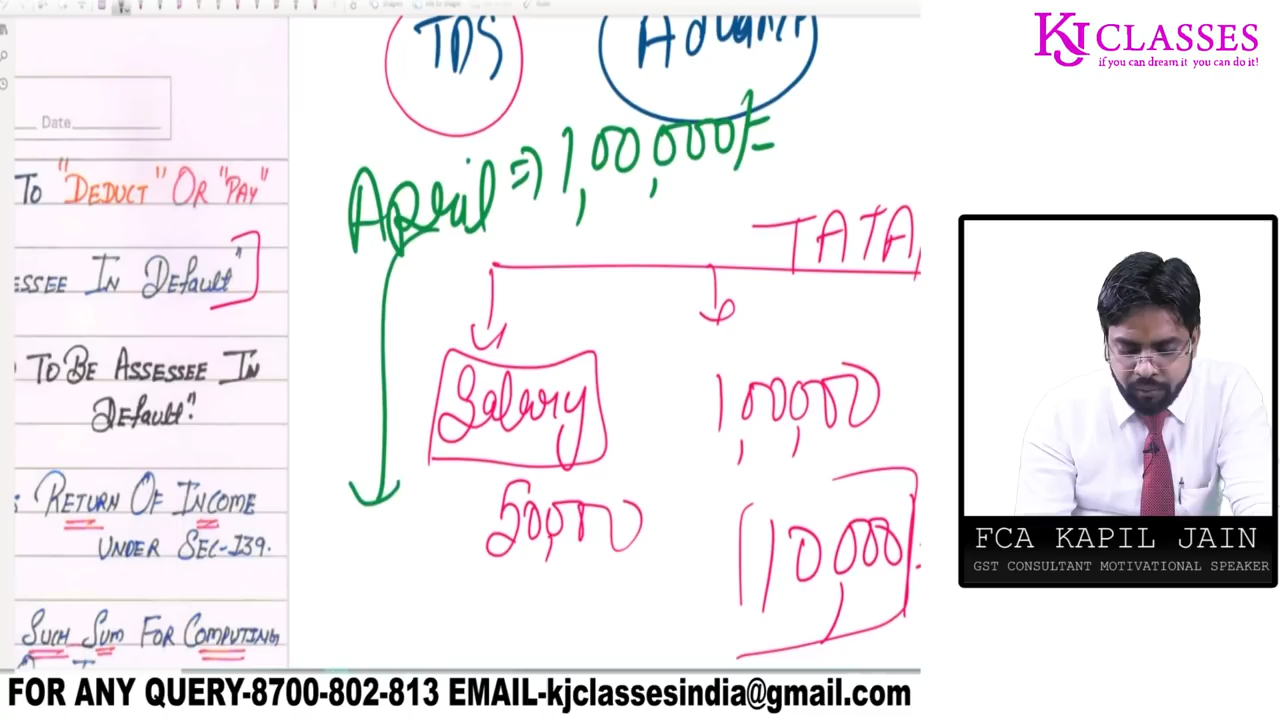 TDS
KJ CLASSES
if you can dream it you can do it!
Date
April => 1,00,000/=
TO "DEDUCT" OR "PAY"
TATA
ESSEE IN Default"]
TO BE ASSESSEE IN
Default"
Salary
1,00,000
RETURN OF INCOME
50,000
(10,000)
UNDER SEC-139.
FCA KAPIL JAIN
GST CONSULTANT MOTIVATIONAL SPEAKER
SUCH SUM FOR COMPUTING
FOR ANY QUERY-8700-802-813 EMAIL-kjclassesindia@gmail.com